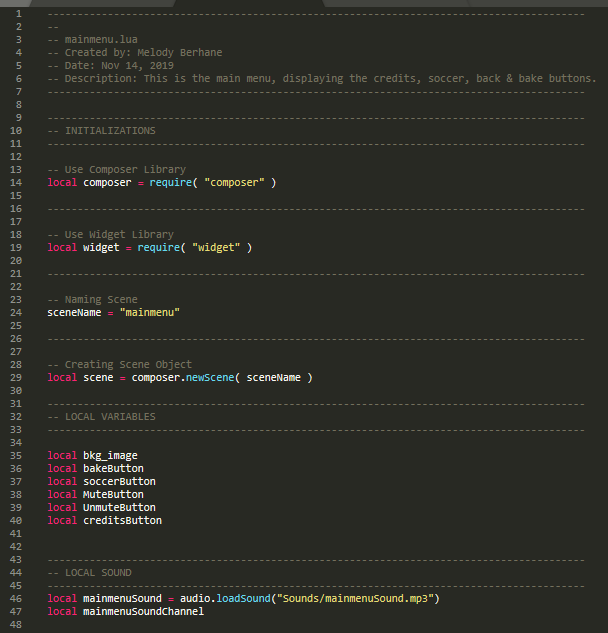 1 -----------------------------------------------------------------------------------------
2 --
3 -- mainmenu.lua
4 -- Created by: Melody Berhane
5 -- Date: Nov 14, 2019
6 -- Description: This is the main menu, displaying the credits, soccer, back & bake buttons.
7 -----------------------------------------------------------------------------------------
8
9 -----------------------------------------------------------------------------------------
10 -- INITIALIZATIONS
11 -----------------------------------------------------------------------------------------
12
13 -- Use Composer Library
14 local composer = require( "composer" )
15
16 -----------------------------------------------------------------------------------------
17
18 -- Use Widget Library
19 local widget = require( "widget" )
20
21 -----------------------------------------------------------------------------------------
22
23 -- Naming Scene
24 sceneName = "mainmenu"
25
26 -----------------------------------------------------------------------------------------
27
28 -- Creating Scene Object
29 local scene = composer.newScene( sceneName )
30
31 -----------------------------------------------------------------------------------------
32 -- LOCAL VARIABLES
33 -----------------------------------------------------------------------------------------
34
35 local bkg_image
36 local bakeButton
37 local soccerButton
38 local MuteButton
39 local UnmuteButton
40 local creditsButton
41
42
43 -----------------------------------------------------------------------------------------
44 -- LOCAL SOUND
45 -----------------------------------------------------------------------------------------
46 local mainmenuSound = audio.loadSound("Sounds/mainmenuSound.mp3")
47 local mainmenuSoundChannel
48